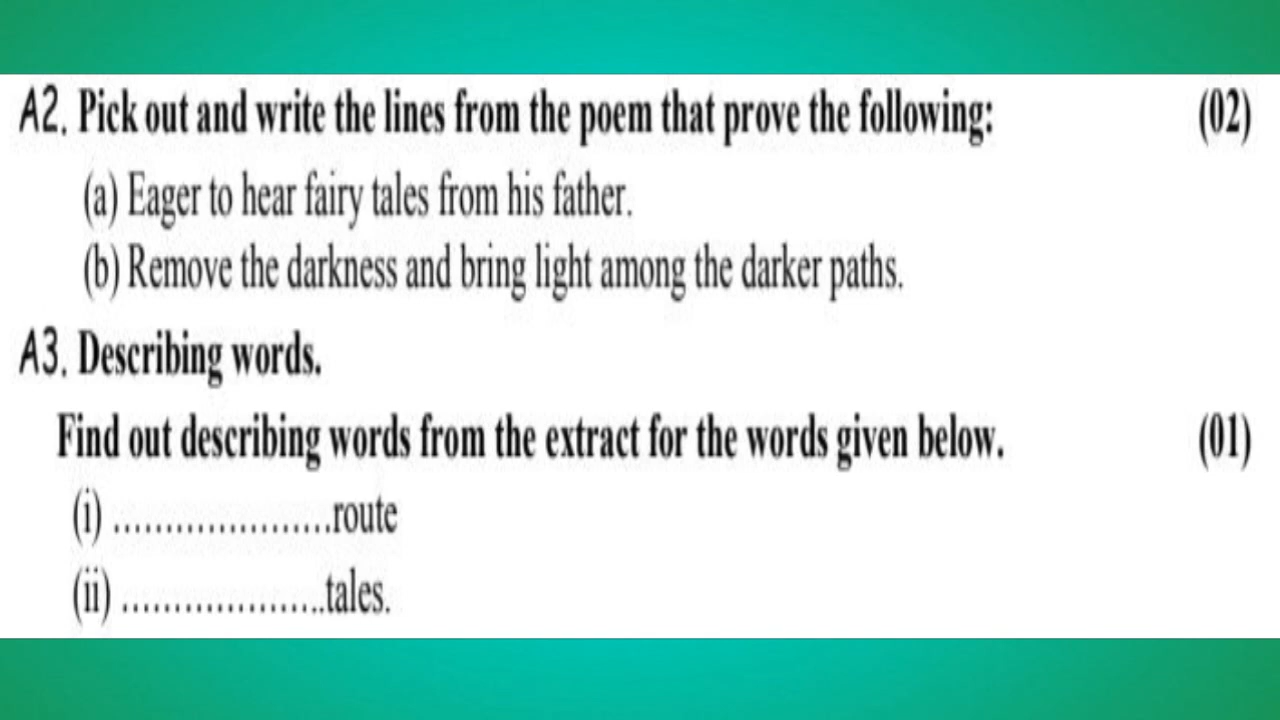 A2. Pick out and write the lines from the poem that prove the following: (02)
(a) Eager to hear fairy tales from his father.
(b) Remove the darkness and bring light among the darker paths.
A3. Describing words.
Find out describing words from the extract for the words given below. (01)
(i) .....................route
(ii) ....................tales.